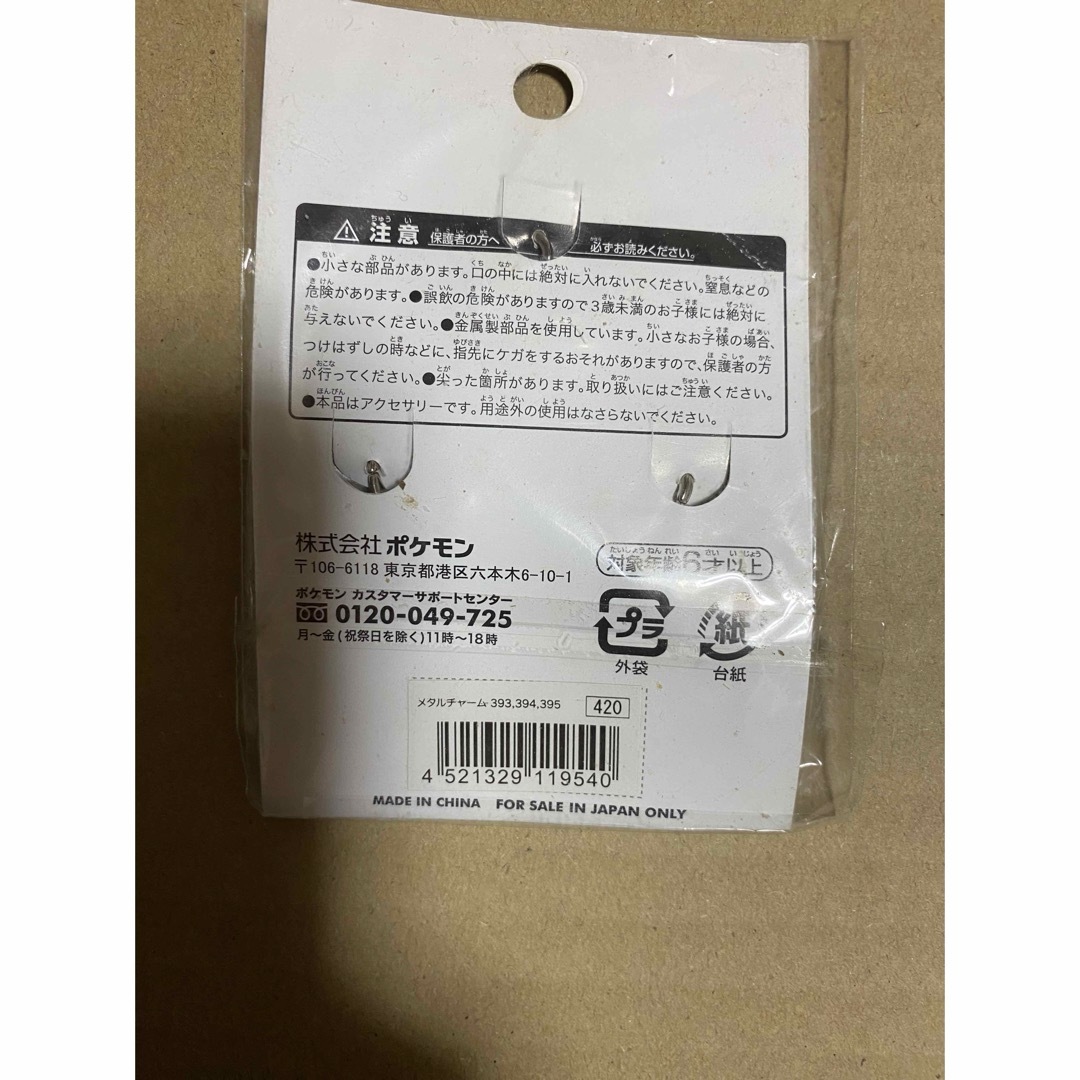 ⚠ 注意 保護者の方へ 必ずお読みください。
●小さな部品があります。口の中には絶対に入れないでください。窒息などの
危険があります。●誤飲の危険がありますので3歳未満のお子様には絶対に
与えないでください。●金属製部品を使用しています。小さなお子様の場合、
つけはずしの時などに、指先にケガをするおそれがありますので、保護者の方
が行ってください。●尖った箇所があります。取り扱いにはご注意ください。
●本品はアクセサリーです。用途外の使用はなさらないでください。
株式会社 ポケモン
〒106-6118 東京都港区六本木6-10-1
ポケモン カスタマーサポートセンター
0120-049-725
月〜金(祝祭日を除く)11時〜18時
対象年齢6才以上
プラ 紙
外袋 台紙
メタルチャーム 393,394,395 420
4 521329 119540
MADE IN CHINA FOR SALE IN JAPAN ONLY